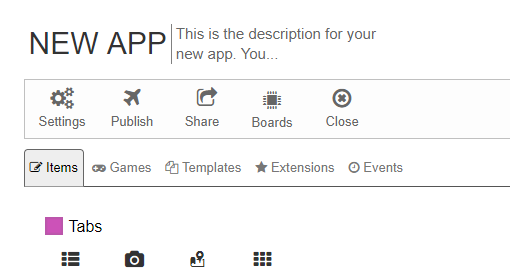 NEW APP
This is the description for your
new app. You...
Settings Publish Share Boards Close
Items Games Templates Extensions Events
Tabs